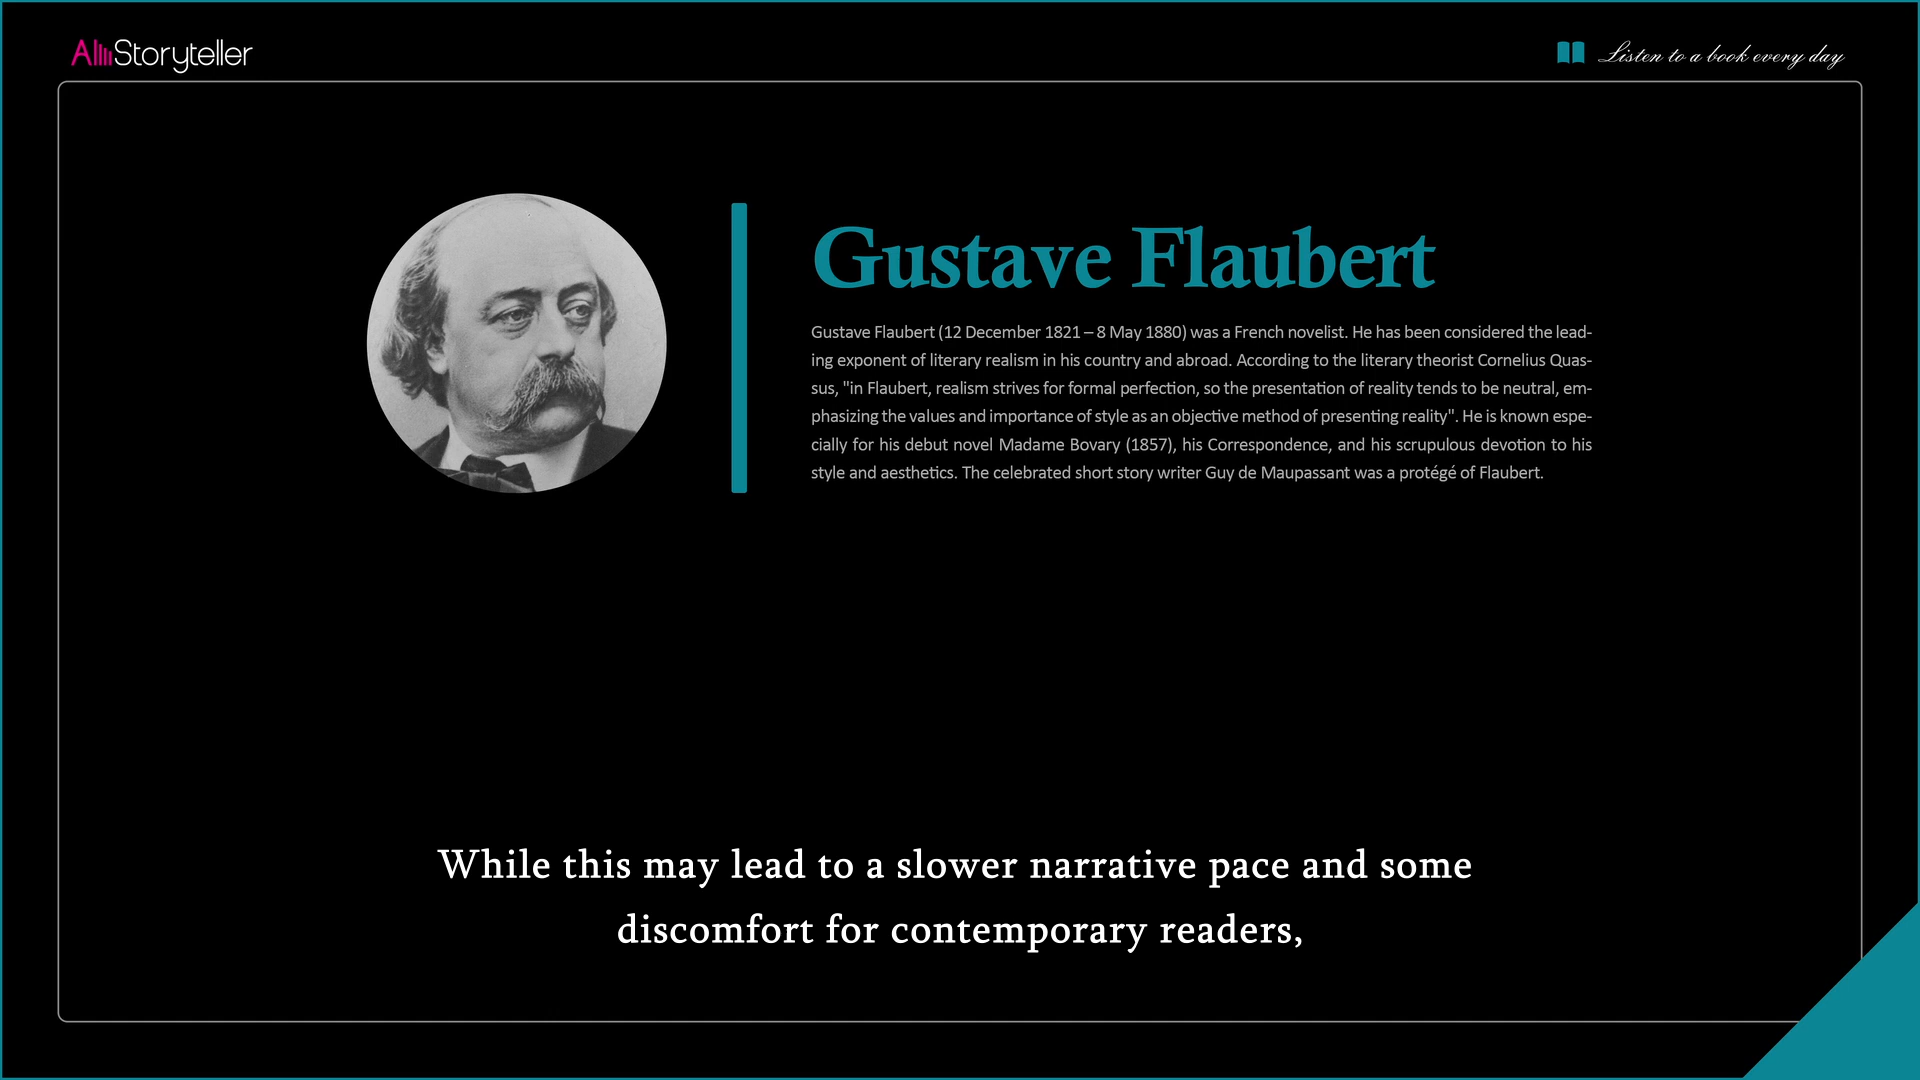 AllStoryteller
Listen to a book every day
Gustave Flaubert
Gustave Flaubert (12 December 1821 – 8 May 1880) was a French novelist. He has been considered the lead-
ing exponent of literary realism in his country and abroad. According to the literary theorist Cornelius Quas-
sus, "in Flaubert, realism strives for formal perfection, so the presentation of reality tends to be neutral, em-
phasizing the values and importance of style as an objective method of presenting reality". He is known espe-
cially for his debut novel Madame Bovary (1857), his Correspondence, and his scrupulous devotion to his
style and aesthetics. The celebrated short story writer Guy de Maupassant was a protégé of Flaubert.
While this may lead to a slower narrative pace and some
discomfort for contemporary readers,